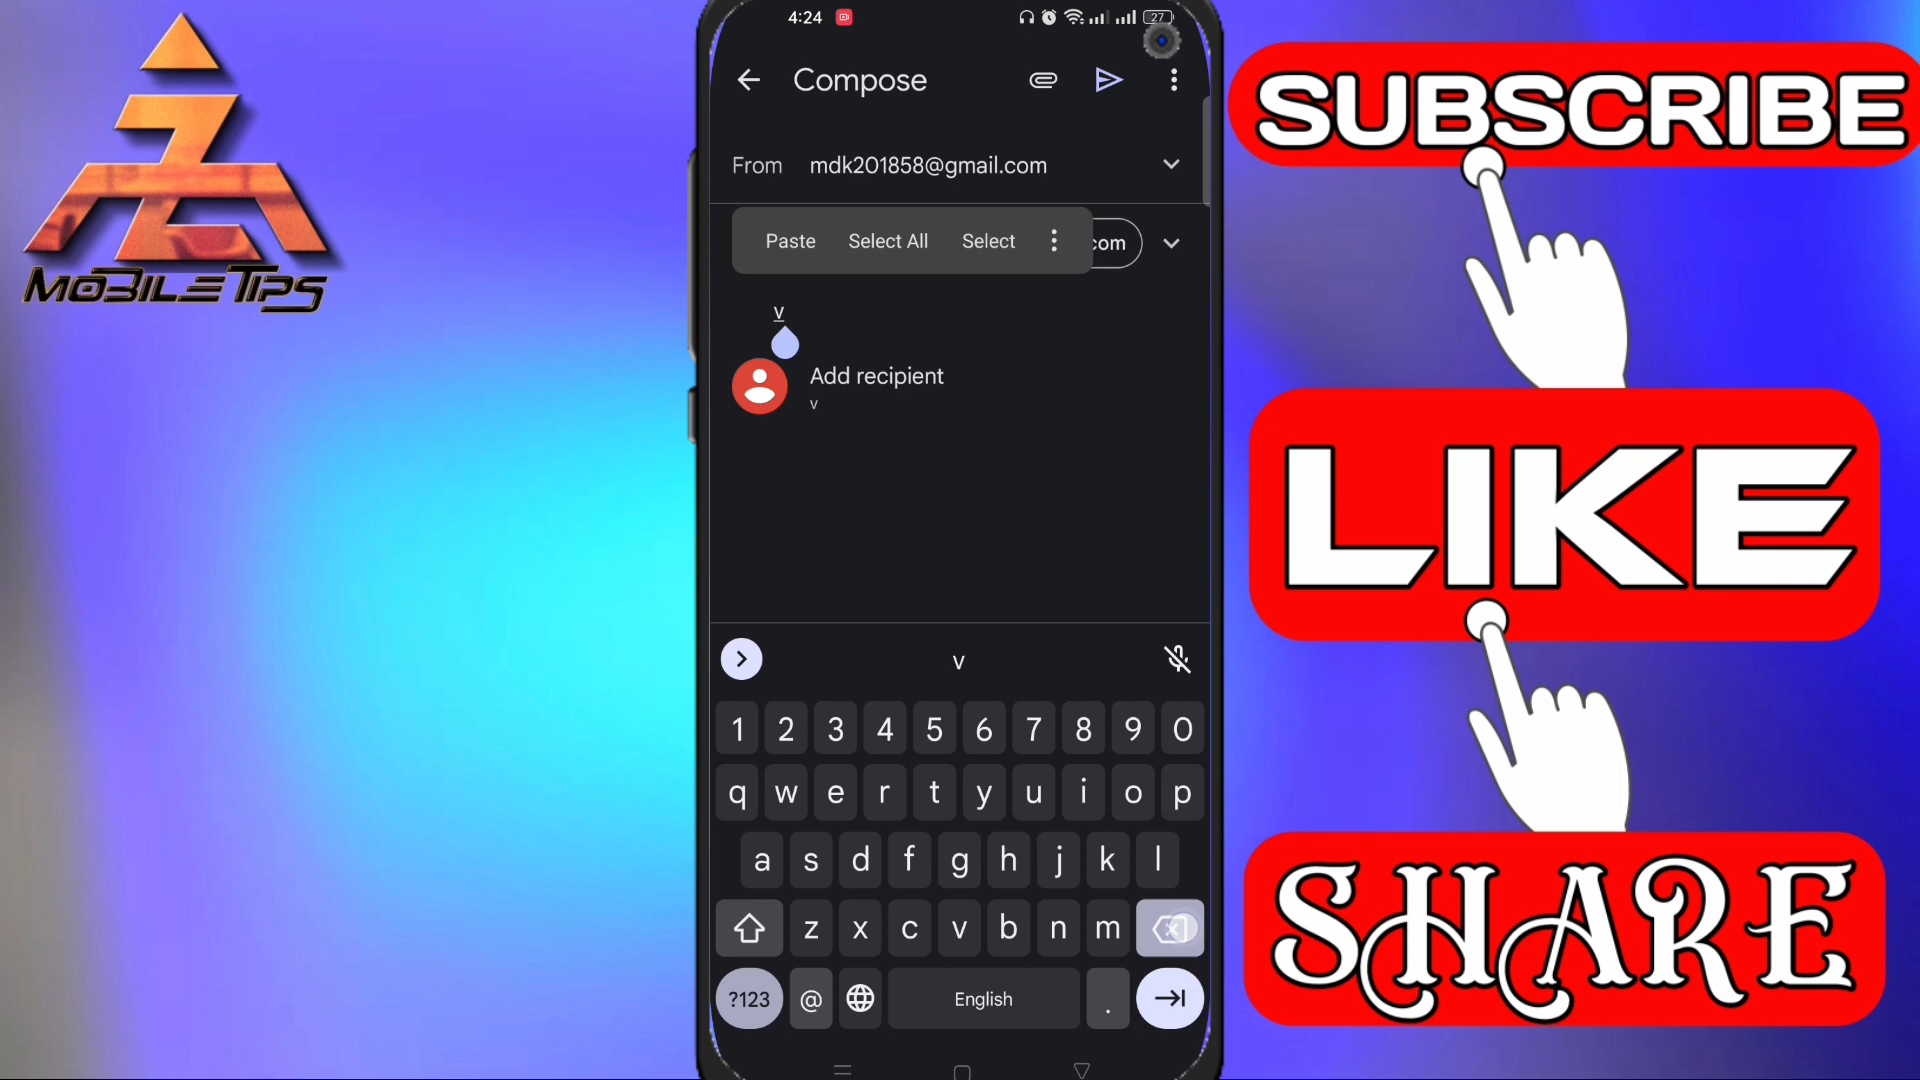 MOBILE TIPS
4:24
27
Compose
From mdk201858@gmail.com
Paste Select All Select
com
v
Add recipient
v
v
1 2 3 4 5 6 7 8 9 0
q w e r t y u i o p
a s d f g h j k l
z x c v b n m
?123 @ English .
SUBSCRIBE
LIKE
SHARE